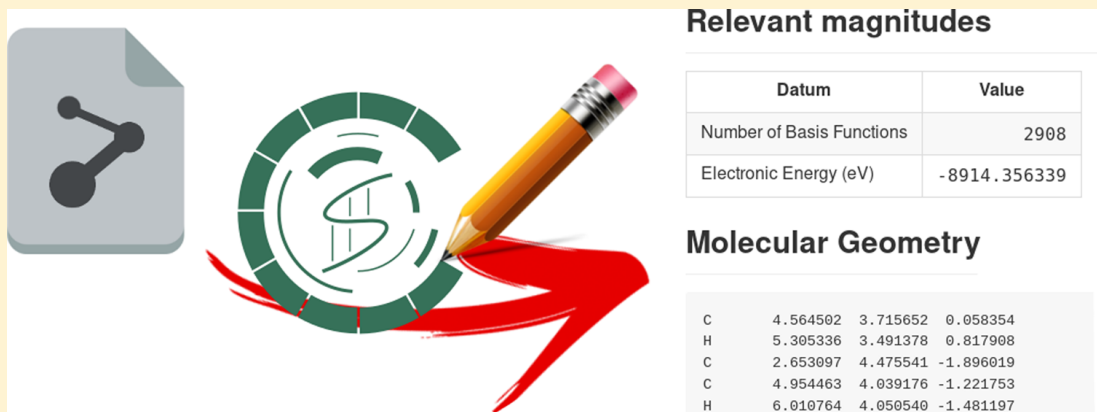 Relevant magnitudes
Datum Value
Number of Basis Functions 2908
Electronic Energy (eV) -8914.356339
Molecular Geometry
C 4.564502 3.715652 0.058354
H 5.305336 3.491378 0.817908
C 2.653097 4.475541 -1.896019
C 4.954463 4.039176 -1.221753
H 6.010764 4.050540 -1.481197